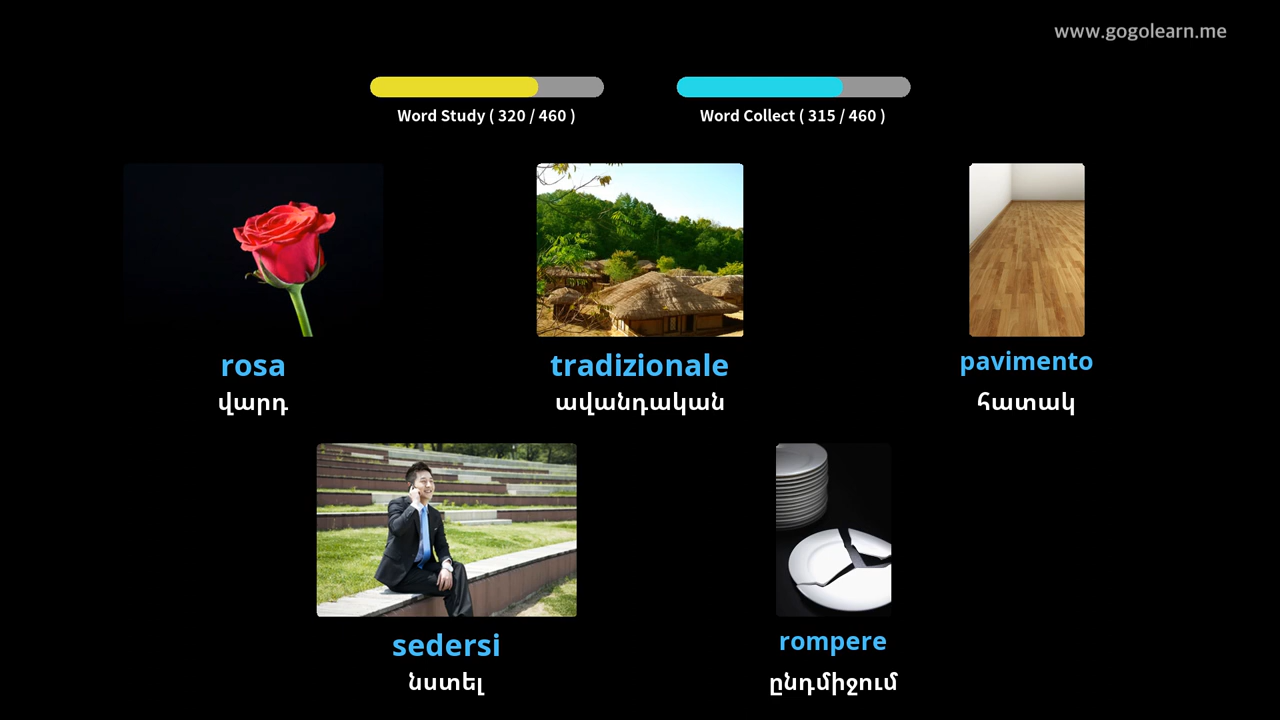 www.gogolearn.me
Word Study ( 320 / 460 )
Word Collect ( 315 / 460 )
rosa
վարդ
tradizionale
ավանդական
pavimento
հատակ
sedersi
նստել
rompere
ընդմիջում